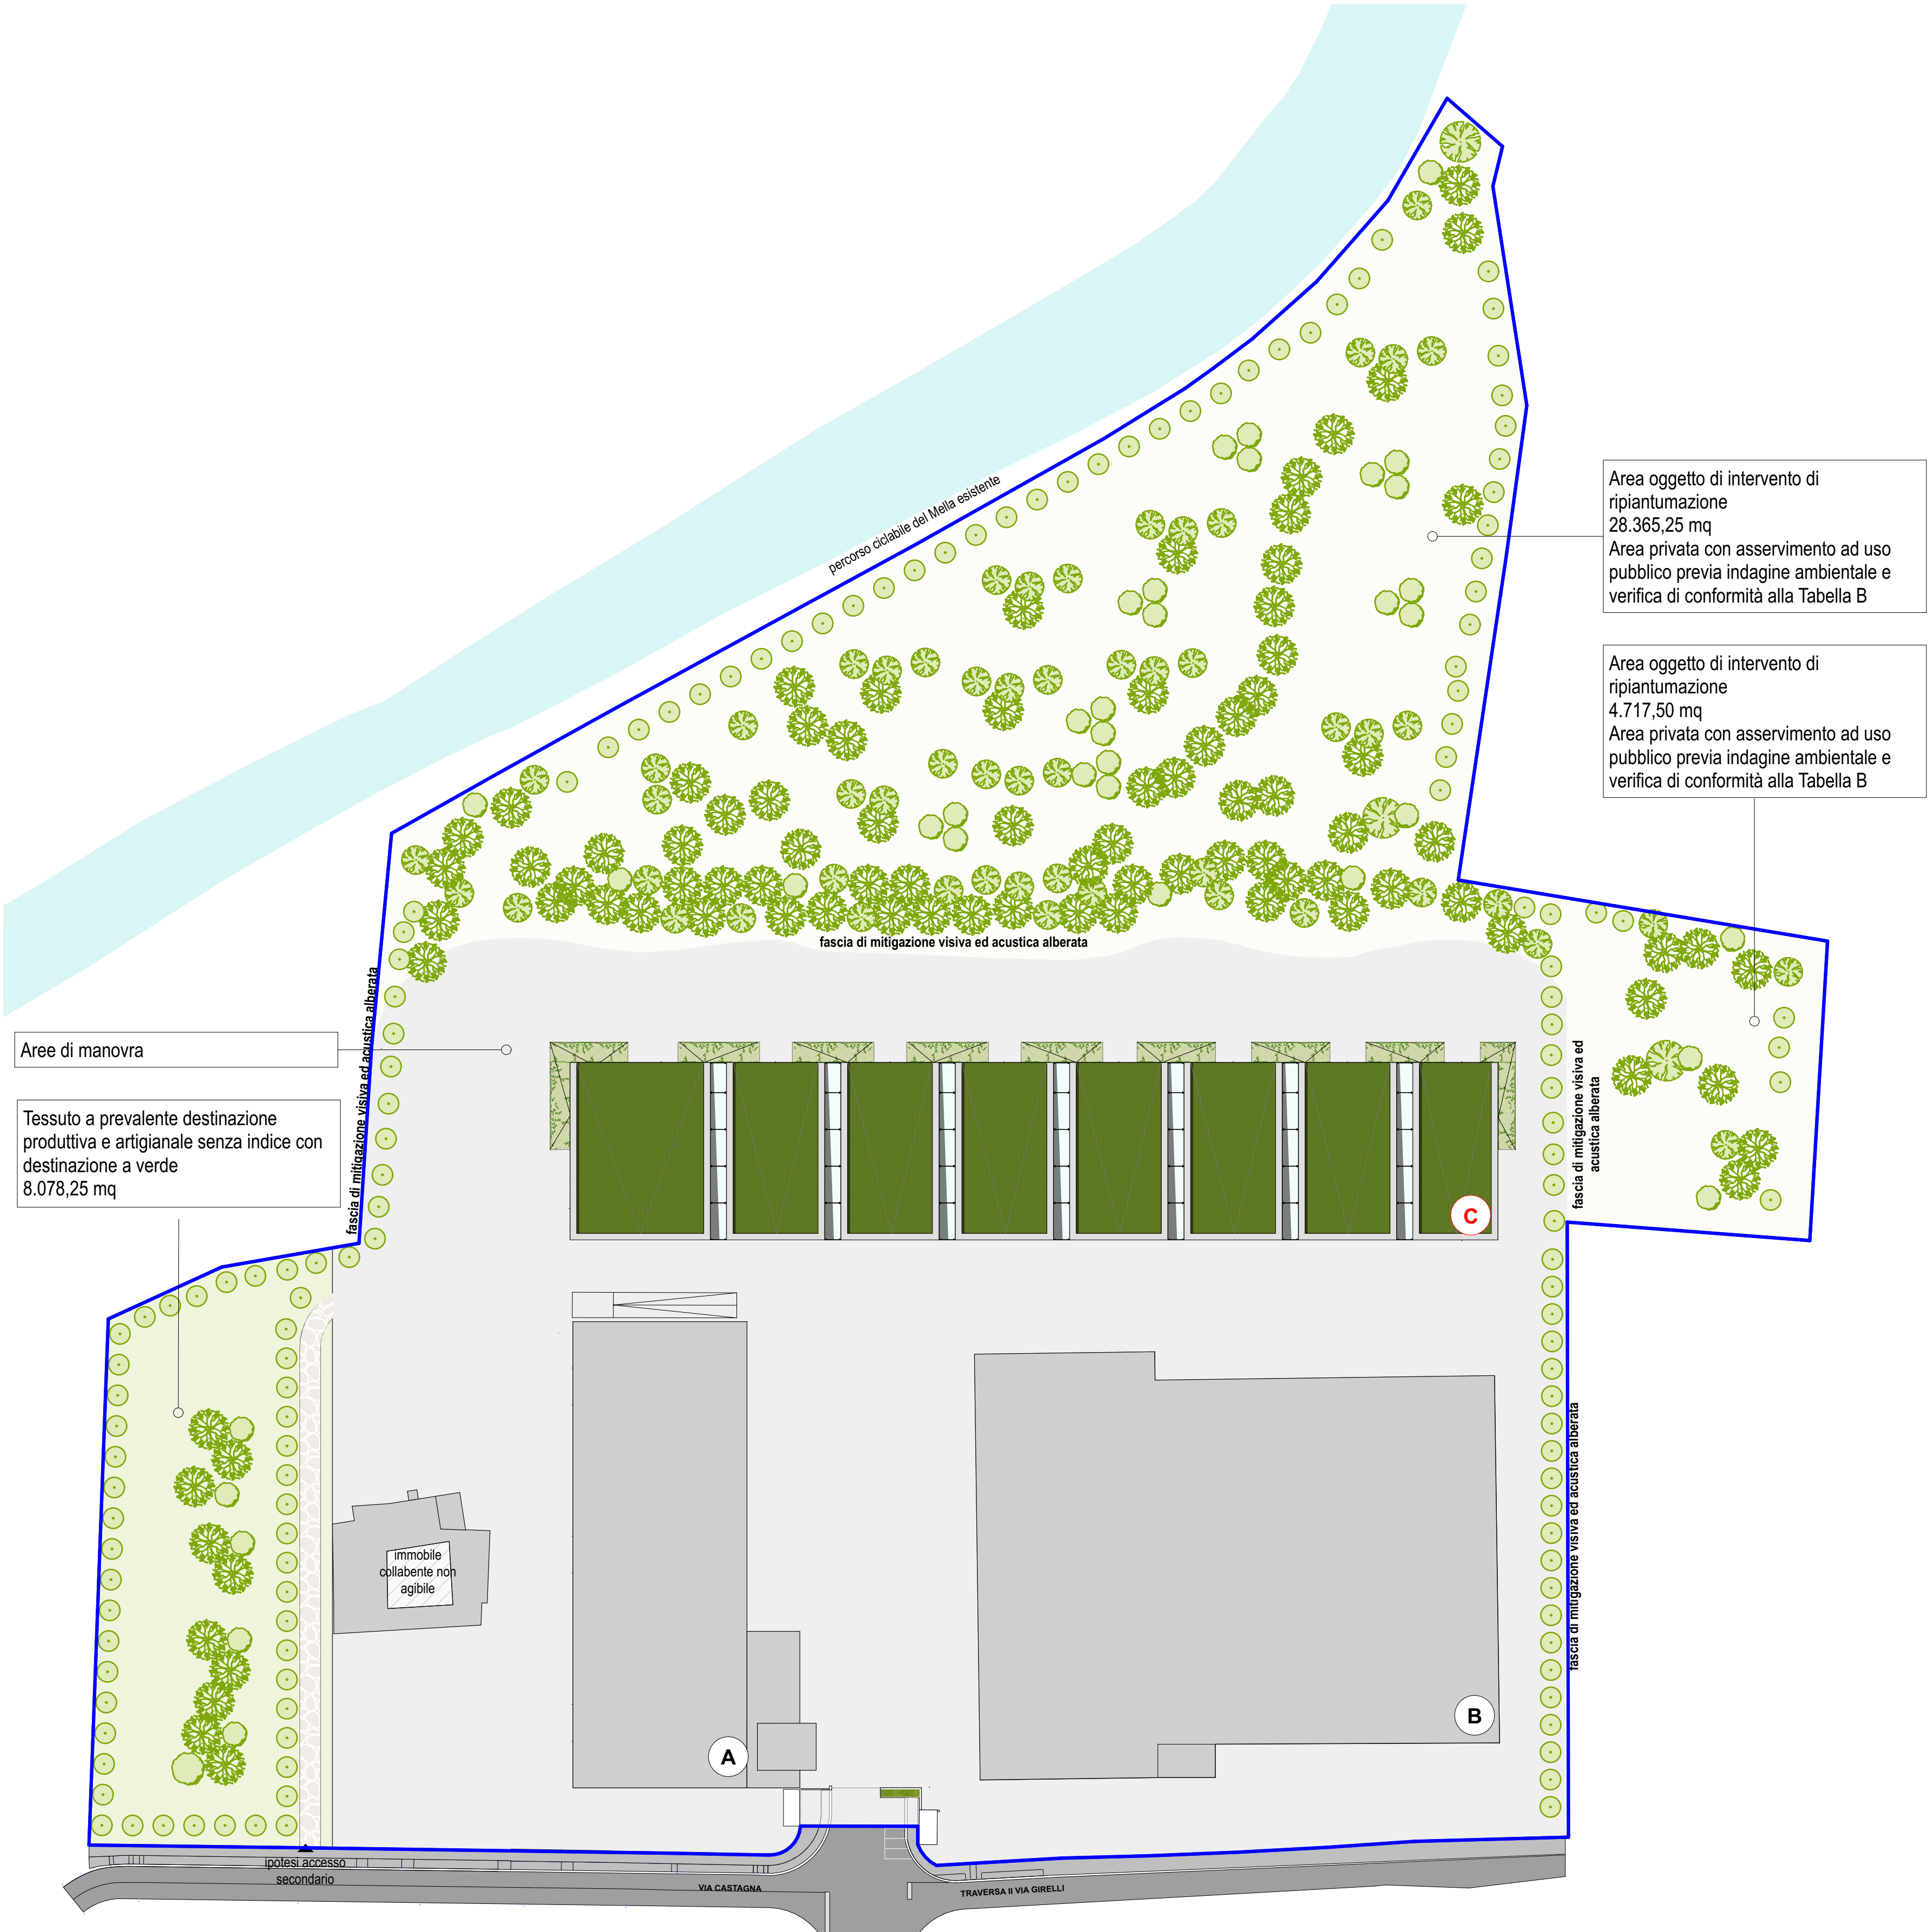 percorso ciclabile del Mella esistente
Area oggetto di intervento di
ripiantumazione
28.365,25 mq
Area privata con asservimento ad uso
pubblico previa indagine ambientale e
verifica di conformità alla Tabella B
Area oggetto di intervento di
ripiantumazione
4.717,50 mq
Area privata con asservimento ad uso
pubblico previa indagine ambientale e
verifica di conformità alla Tabella B
fascia di mitigazione visiva ed acustica alberata
fascia di mitigazione visiva ed acustica alberata
Aree di manovra
Tessuto a prevalente destinazione
produttiva e artigianale senza indice con
destinazione a verde
8.078,25 mq
fascia di mitigazione visiva ed
acustica alberata
C
immobile
collabente non
agibile
fascia di mitigazione visiva ed acustica alberata
A
B
ipotesi accesso
secondario
VIA CASTAGNA
TRAVERSA II VIA GIRELLI